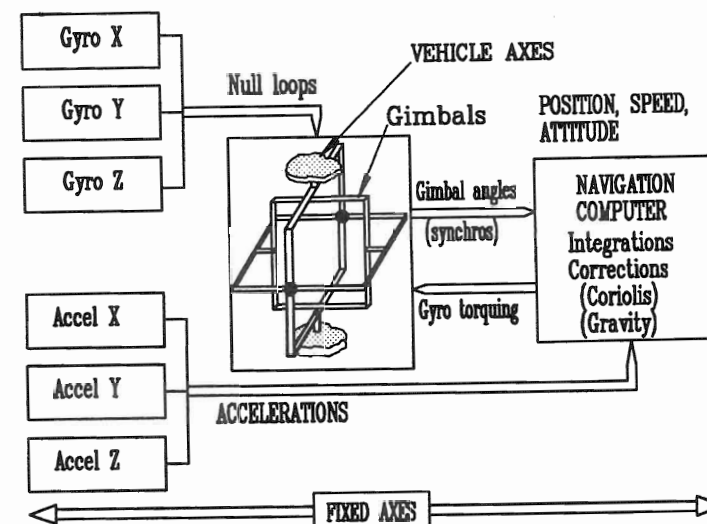 Gyro X
Gyro Y
Gyro Z
Null loops
VEHICLE AXES
Gimbals
POSITION, SPEED,
ATTITUDE
Gimbal angles
(synchros)
Gyro torquing
NAVIGATION
COMPUTER
Integrations
Corrections
(Coriolis)
(Gravity)
Accel X
Accel Y
Accel Z
ACCELERATIONS
FIXED AXES